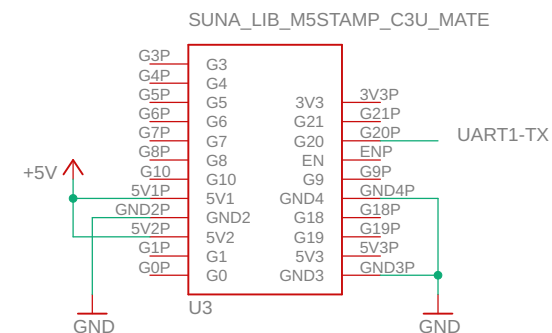 SUNA_LIB_M5STAMP_C3U_MATE
G3P G3
G4P G4
G5P G5 3V3 3V3P
G6P G6 G21 G21P
G7P G7 G20 G20P UART1-TX
G8P G8 EN ENP
+5V G10 G10 G9 G9P
5V1P 5V1 GND4 GND4P
GND2P GND2 G18 G18P
5V2P 5V2 G19 G19P
G1P G1 5V3 5V3P
G0P G0 GND3 GND3P
U3
GND GND